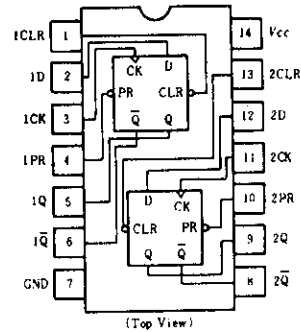 1CLR 1 14 Vcc
1D 2 CK D 13 2CLR
1CK 3 PR CLR 12 2D
1PR 4 Q̅ Q 11 2CK
1Q 5 D CK 10 2PR
1Q̅ 6 CLR PR 9 2Q
GND 7 Q Q̅ 8 2Q̅
(Top View)